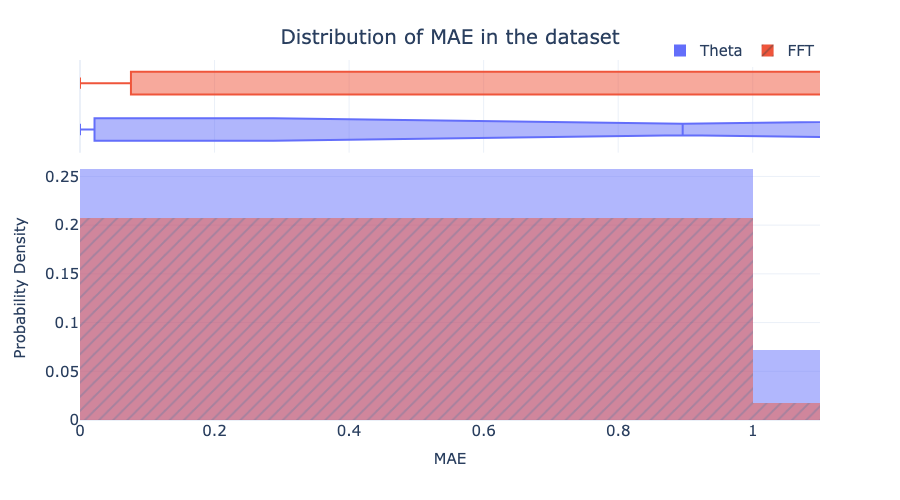 Distribution of MAE in the dataset
Theta
FFT
0.25
0.2
0.15
0.1
0.05
0
Probability Density
0
0.2
0.4
0.6
0.8
1
MAE